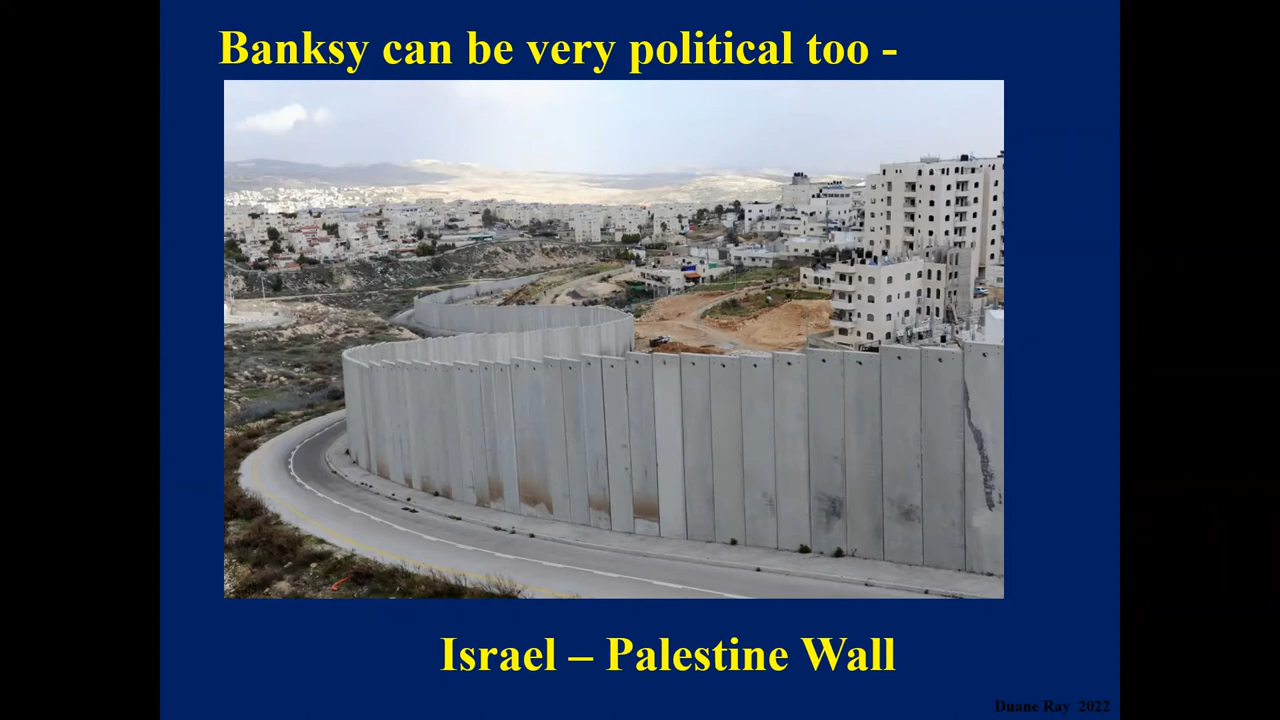 Banksy can be very political too -
Israel – Palestine Wall
Duane Ray 2022